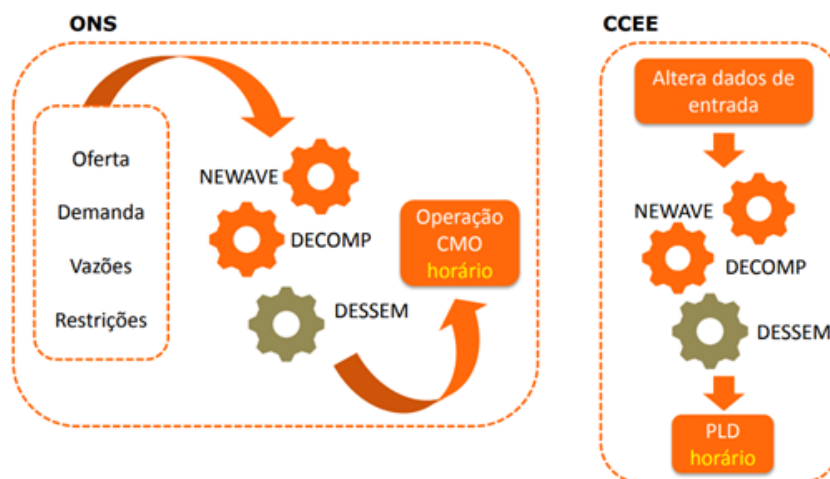 ONS
Oferta
Demanda
Vazões
Restrições
NEWAVE
DECOMP
DESSEM
Operação
CMO
horário
CCEE
Altera dados de
entrada
NEWAVE
DECOMP
DESSEM
PLD
horário